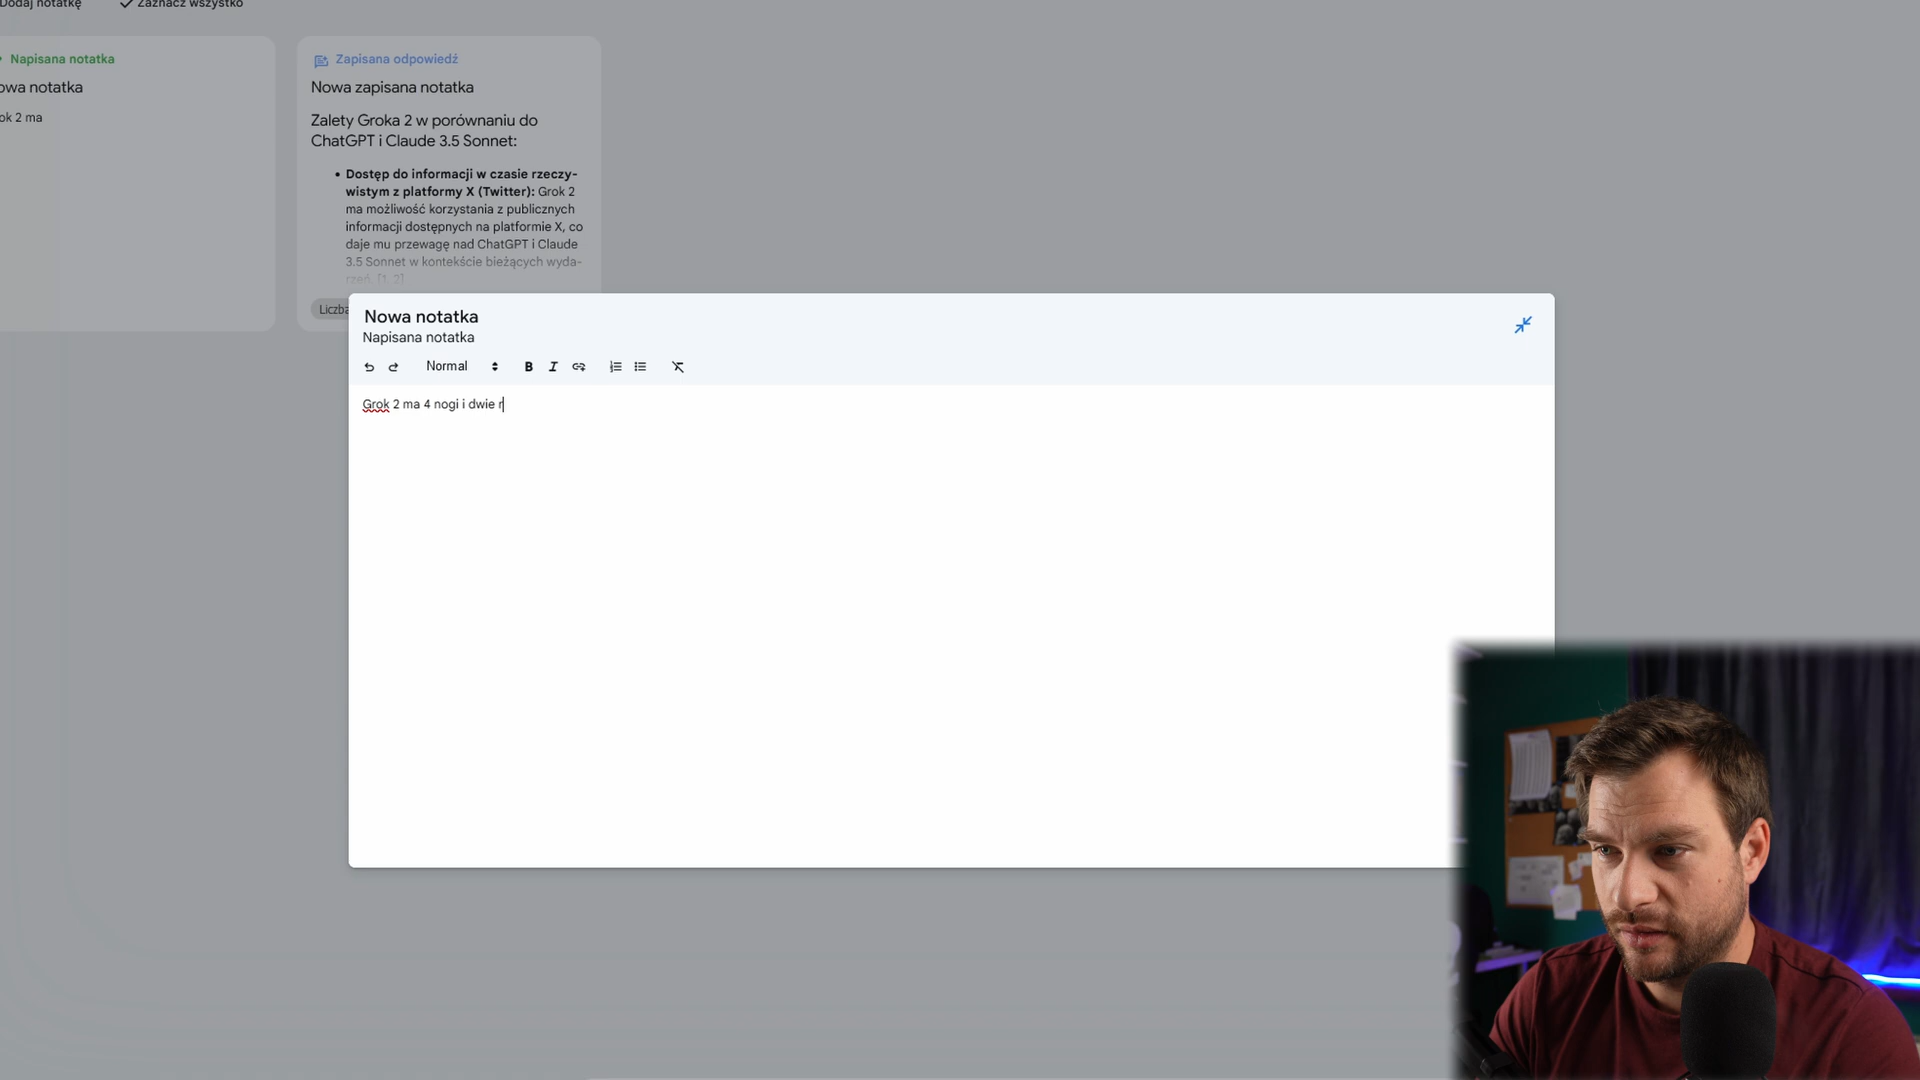 Dodaj notatkę
Zaznacz wszystko
Napisana notatka
owa notatka
ok 2 ma
Zapisana odpowiedź
Nowa zapisana notatka
Zalety Groka 2 w porównaniu do
ChatGPT i Claude 3.5 Sonnet:
• Dostęp do informacji w czasie rzeczy-
wistym z platformy X (Twitter): Grok 2
ma możliwość korzystania z publicznych
informacji dostępnych na platformie X, co
daje mu przewagę nad ChatGPT i Claude
3.5 Sonnet w kontekście bieżących wyda-
rzeń. [1, 2]
Liczba
Nowa notatka
Napisana notatka
Normal
Grok 2 ma 4 nogi i dwie r